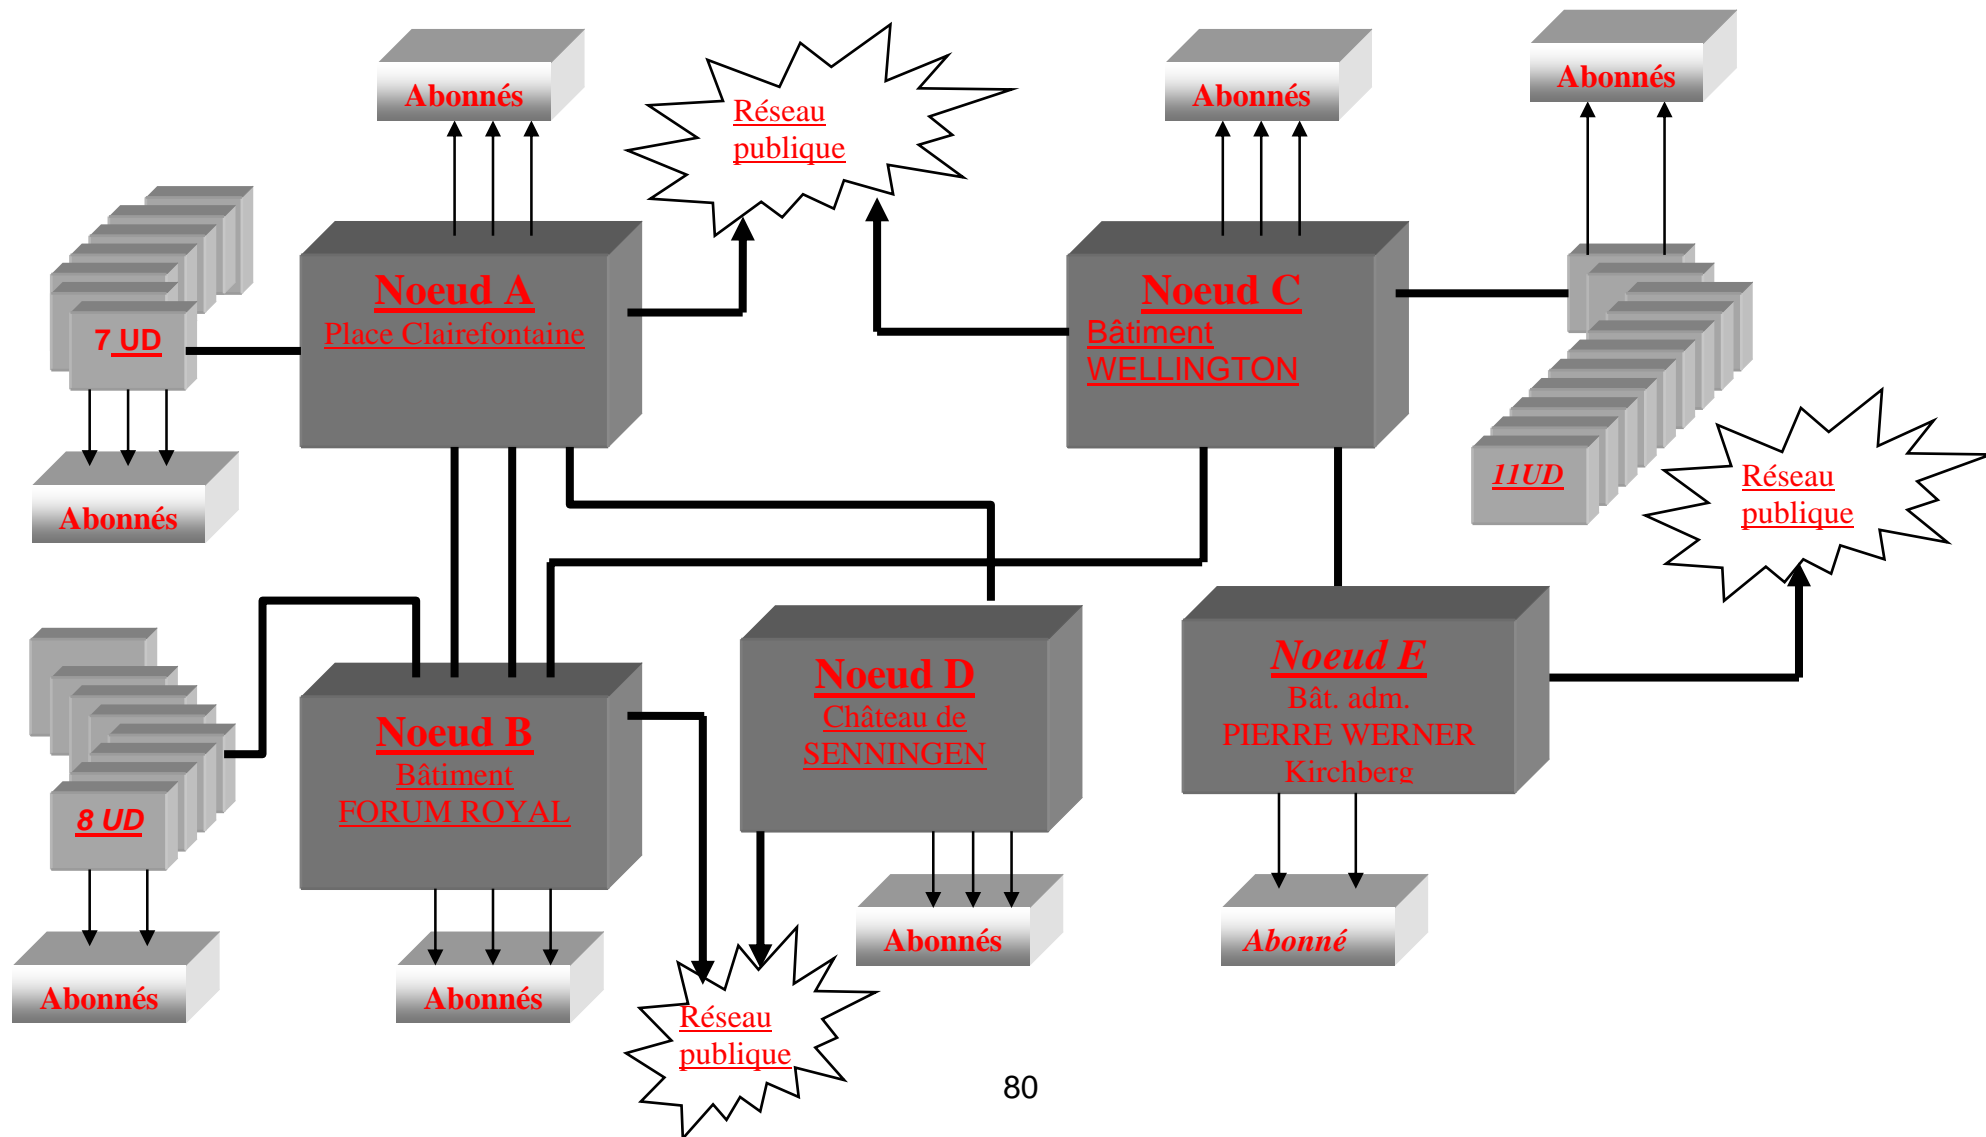 Abonnés
Abonnés
Abonnés
Réseau
publique
Noeud A
Place Clairefontaine
Noeud C
Bâtiment
WELLINGTON
7 UD
Abonnés
11UD
Réseau
publique
Noeud B
Bâtiment
FORUM ROYAL
Noeud D
Château de
SENNINGEN
Noeud E
Bât. adm.
PIERRE WERNER
Kirchberg
8 UD
Abonnés
Abonnés
Abonnés
Abonné
Réseau
publique
80